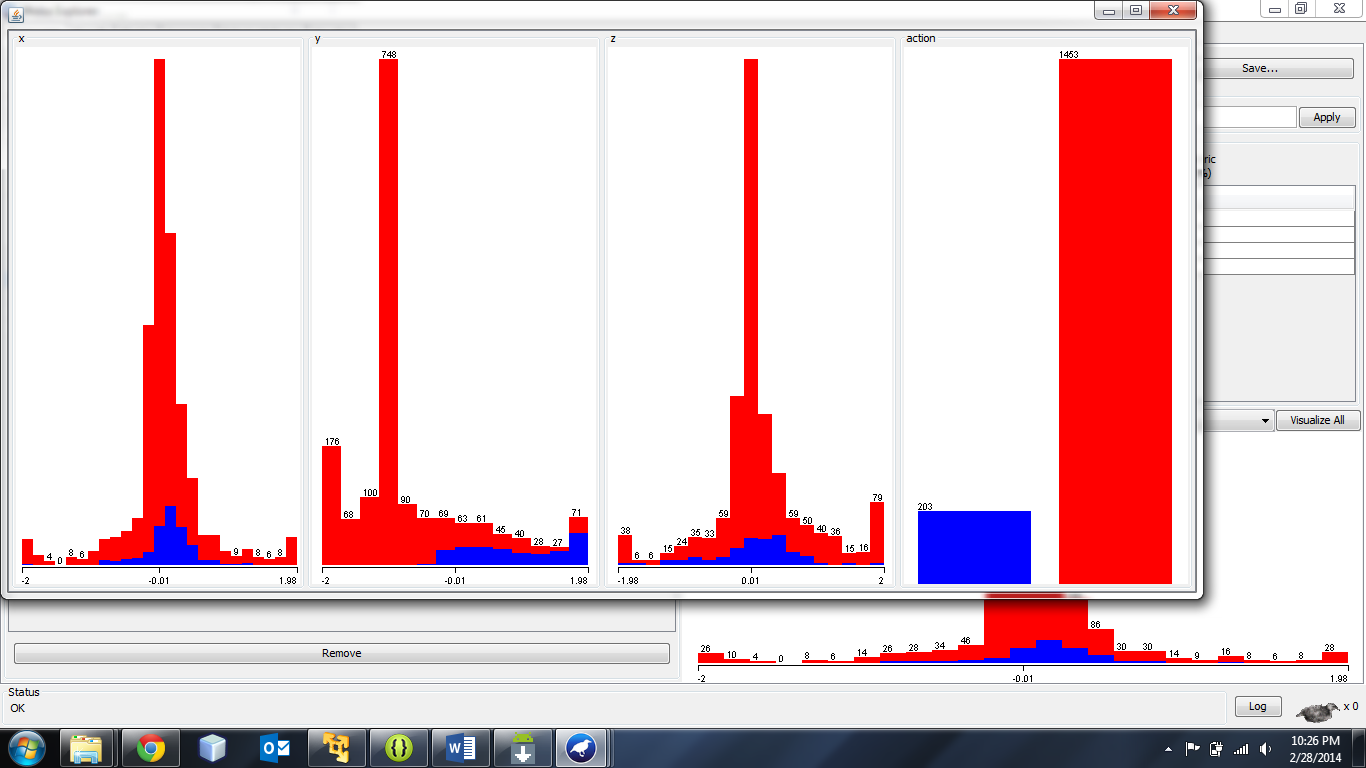 x
4 0 8 6 9 8 6 8
-2 -0.01 1.98
y
748
176 68 100 90 70 69 63 61 45 40 28 27 71
-2 -0.01 1.98
z
38 6 6 15 24 35 33 59 59 50 40 36 15 16 79
-1.98 0.01 2
action
1453
203
Save...
Apply
ric
Visualize All
86
26 10 4 0 8 6 14 26 28 34 46 30 30 14 9 16 8 6 8 28
-2 -0.01 1.98
Remove
Status
OK
Log
x 0
10:26 PM
2/28/2014